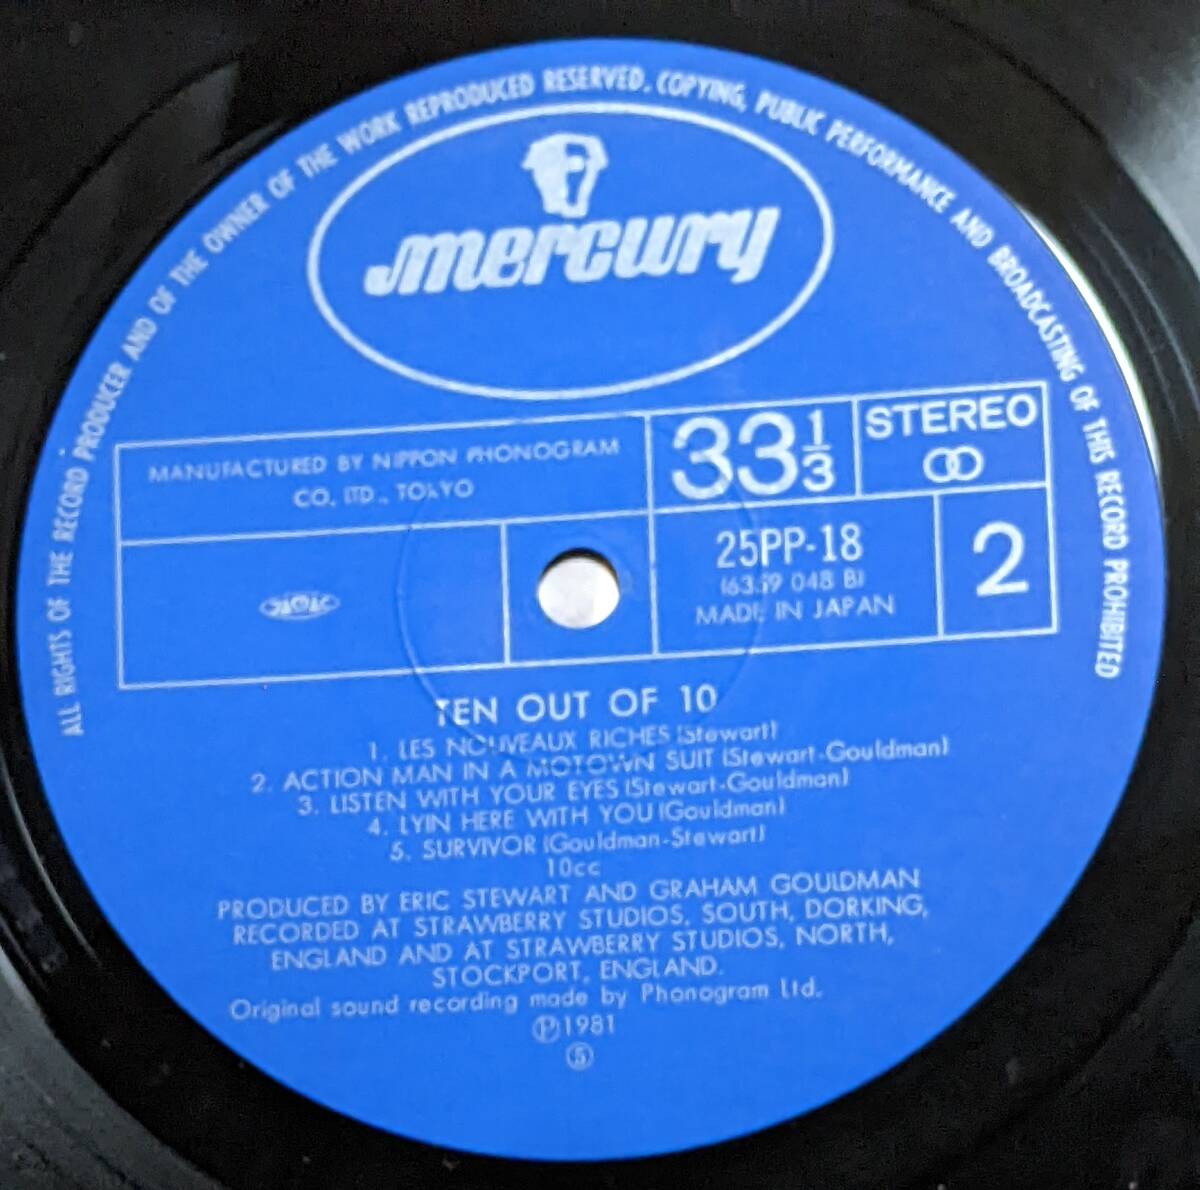 ALL RIGHTS OF THE RECORD PRODUCER AND OF THE OWNER OF THE WORK REPRODUCED RESERVED. COPYING, PUBLIC PERFORMANCE AND BROADCASTING OF THIS RECORD PROHIBITED
mercury
MANUFACTURED BY NIPPON PHONOGRAM
CO., LTD., TOKYO
33 1/3
STEREO
25PP-18
(6359 048 B)
MADE IN JAPAN
2
TEN OUT OF 10
1. LES NOUVEAUX RICHES (Stewart)
2. ACTION MAN IN A MOTOWN SUIT (Stewart-Gouldman)
3. LISTEN WITH YOUR EYES (Stewart-Gouldman)
4. LYIN HERE WITH YOU (Gouldman)
5. SURVIVOR (Gouldman-Stewart)
10cc
PRODUCED BY ERIC STEWART AND GRAHAM GOULDMAN
RECORDED AT STRAWBERRY STUDIOS, SOUTH, DORKING,
ENGLAND AND AT STRAWBERRY STUDIOS, NORTH,
STOCKPORT, ENGLAND.
Original sound recording made by Phonogram Ltd.
℗1981
⑤